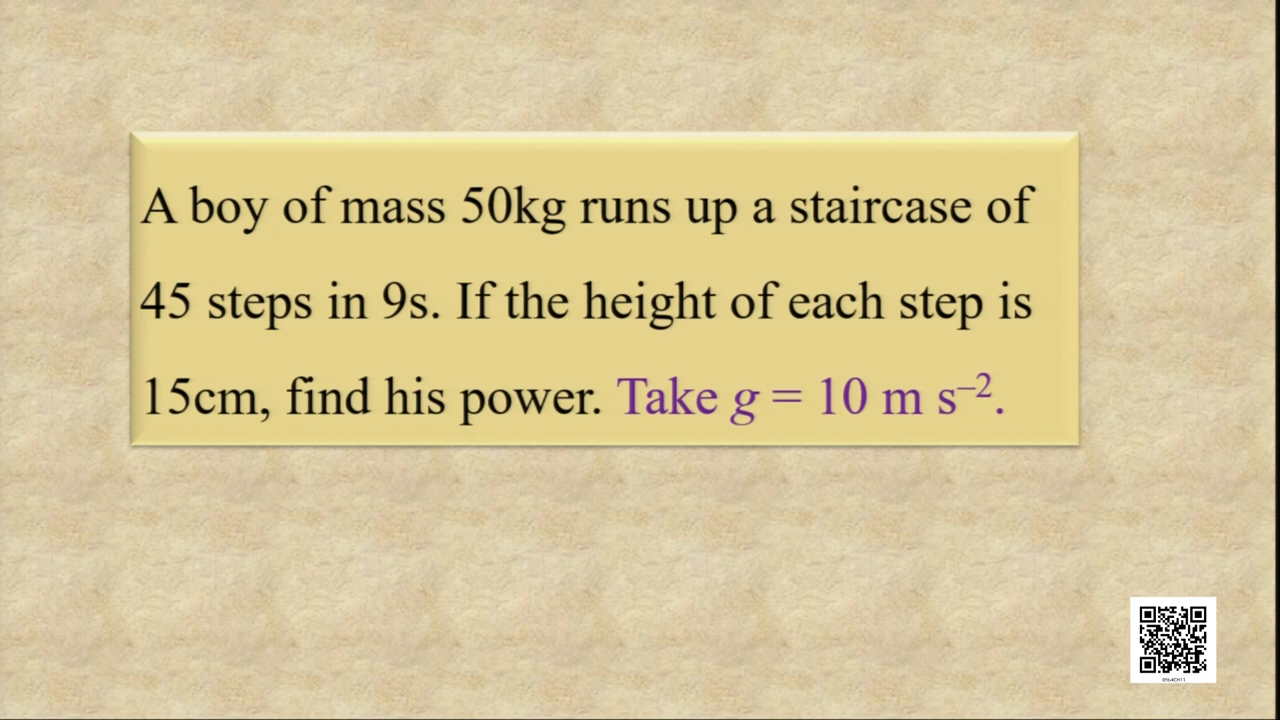 A boy of mass 50kg runs up a staircase of
45 steps in 9s. If the height of each step is
15cm, find his power. Take g = 10 m s⁻².